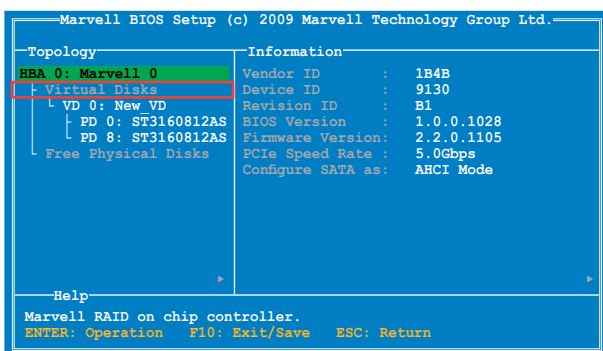 Marvell BIOS Setup (c) 2009 Marvell Technology Group Ltd.
Topology
HBA 0: Marvell 0
Virtual Disks
VD 0: New_VD
PD 0: ST3160812AS
PD 8: ST3160812AS
Free Physical Disks
Information
Vendor ID : 1B4B
Device ID : 9130
Revision ID : B1
BIOS Version : 1.0.0.1028
Firmware Version: 2.2.0.1105
PCIe Speed Rate : 5.0Gbps
Configure SATA as: AHCI Mode
Help
Marvell RAID on chip controller.
ENTER: Operation F10: Exit/Save ESC: Return